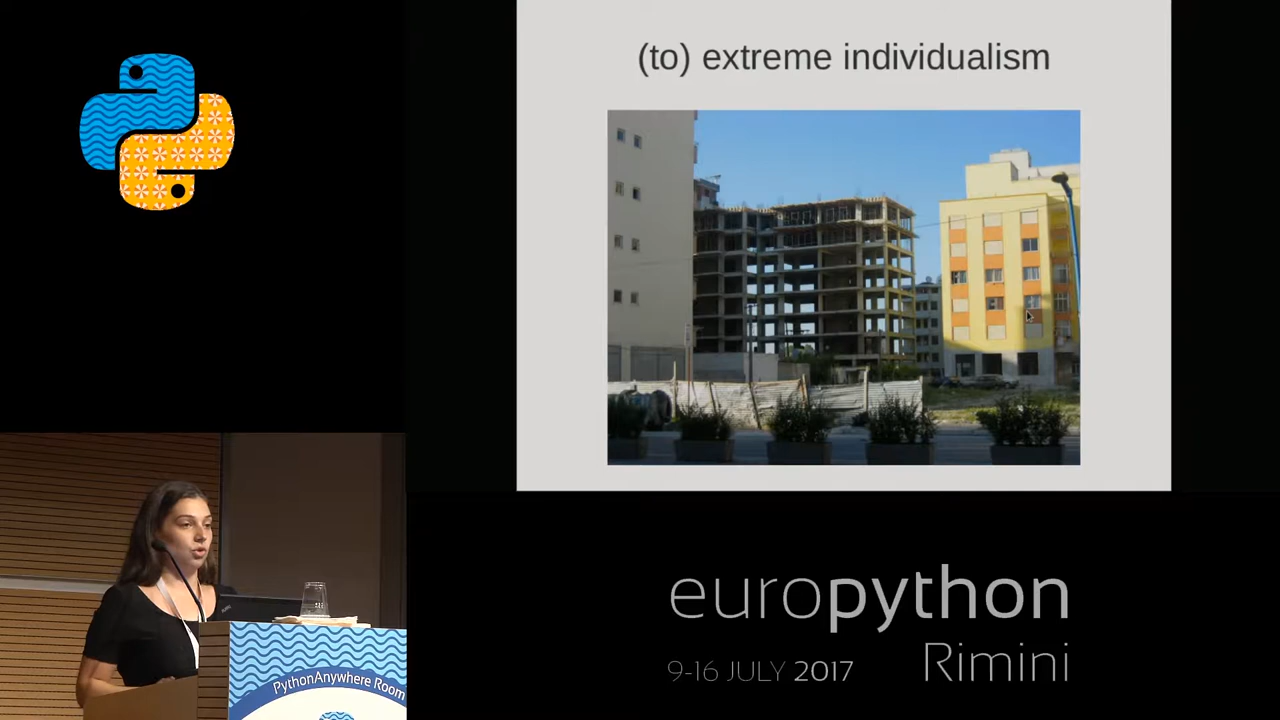 (to) extreme individualism
europython
Rimini
9-16 JULY 2017
PythonAnywhere Room